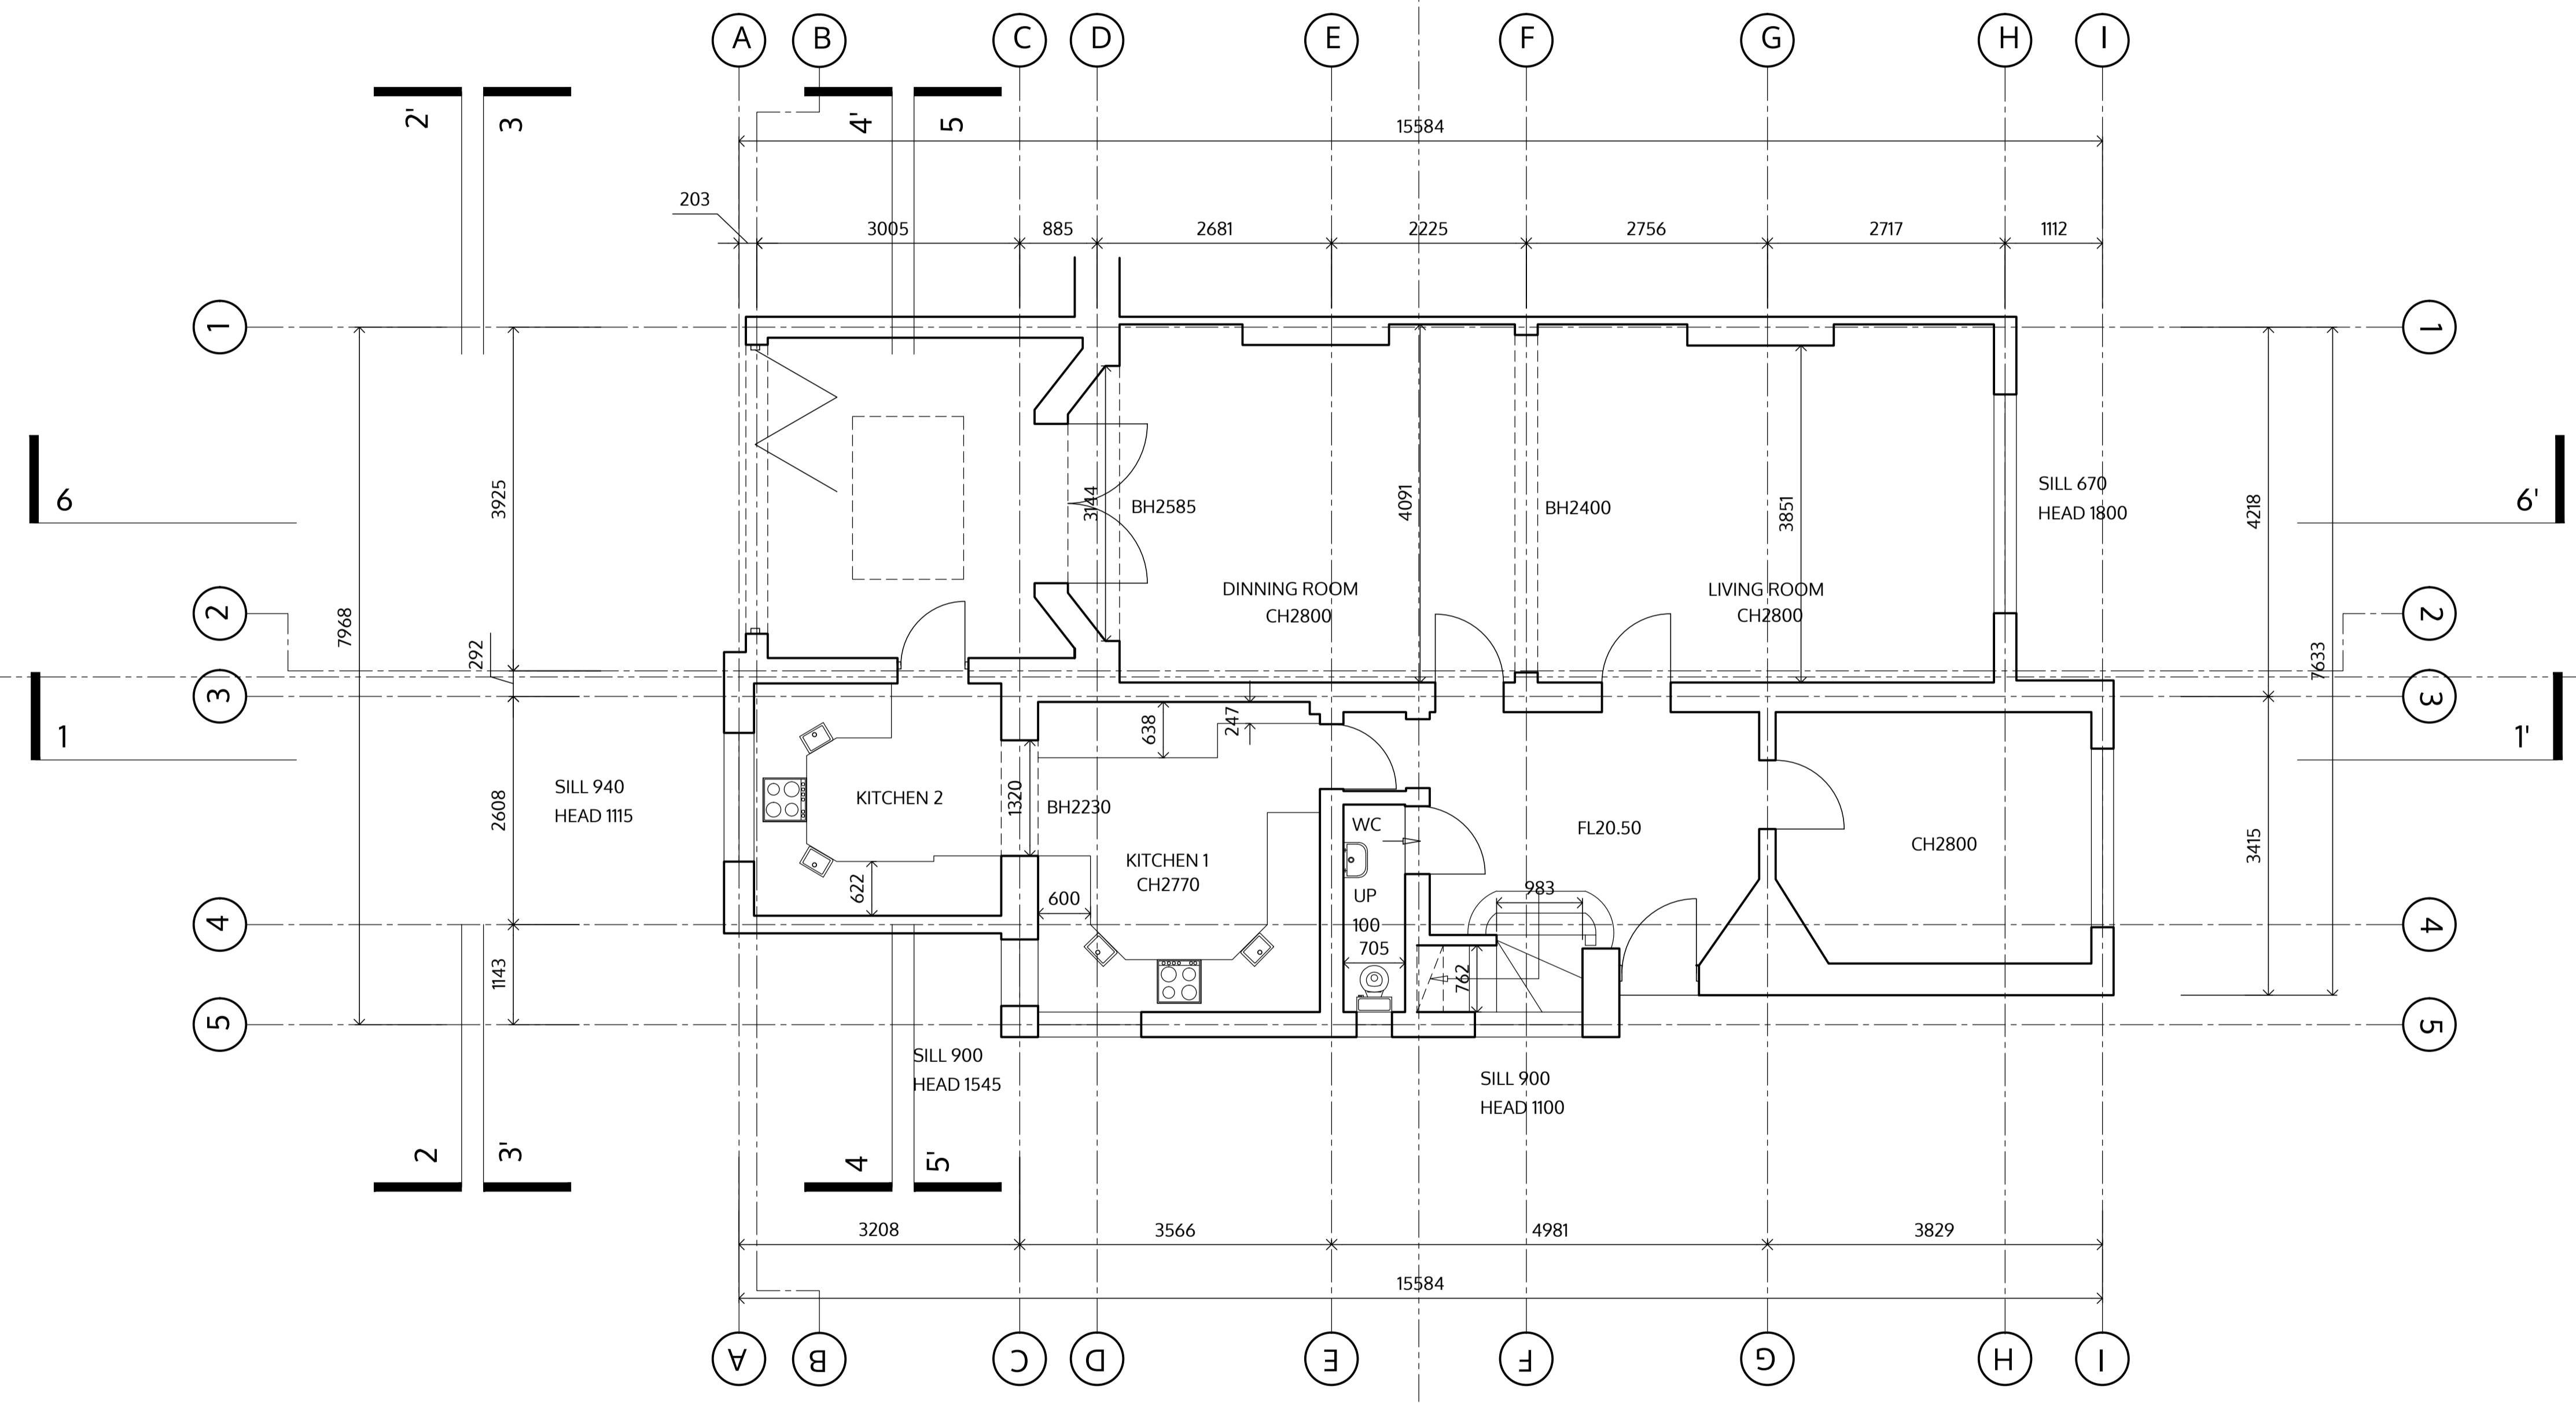 A B C D E F G H I
2' 3 4' 5
15584
203
3005 885 2681 2225 2756 2717 1112
1 1
6 6'
SILL 670
HEAD 1800
3925 3144 BH2585 4091 BH2400 3851 4218
DINNING ROOM LIVING ROOM
CH2800 CH2800
2 2
7968 292 7633
3 3
1 638 247 1'
SILL 940
HEAD 1115
2608 KITCHEN 2 1320 BH2230 WC FL20.50 CH2800 3415
KITCHEN 1
CH2770
622 600 UP 983
100
705
4 4
1143 762
5 5
SILL 900
HEAD 1545
SILL 900
HEAD 1100
2 3' 4 5'
3208 3566 4981 3829
15584
A B C D E F G H I